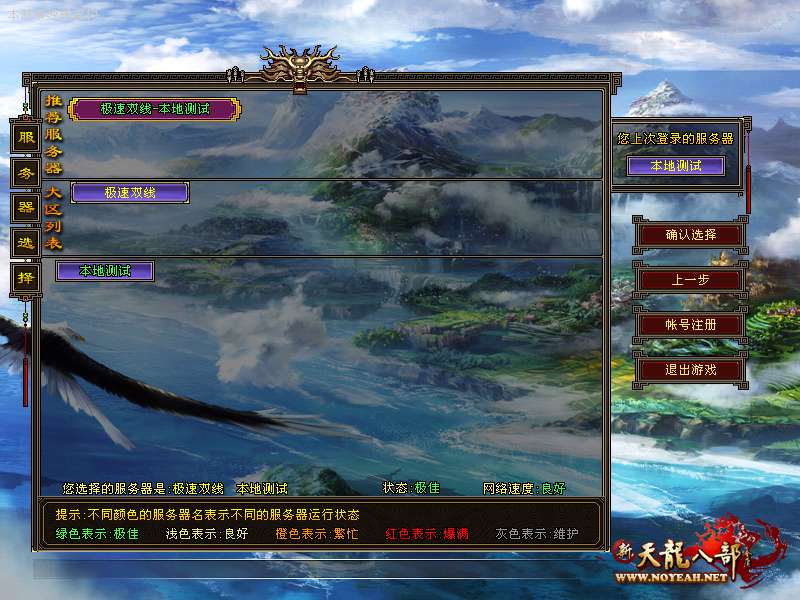 推荐服务器
极速双线-本地测试
服务器选择
大区列表
极速双线
本地测试
您上次登录的服务器
本地测试
确认选择
上一步
帐号注册
退出游戏
您选择的服务器是:极速双线 本地测试 状态:极佳 网络速度:良好
提示:不同颜色的服务器名表示不同的服务器运行状态
绿色表示:极佳 浅色表示:良好 橙色表示:繁忙 红色表示:爆满 灰色表示:维护
新天龍八部
WWW.NOYEAH.NET